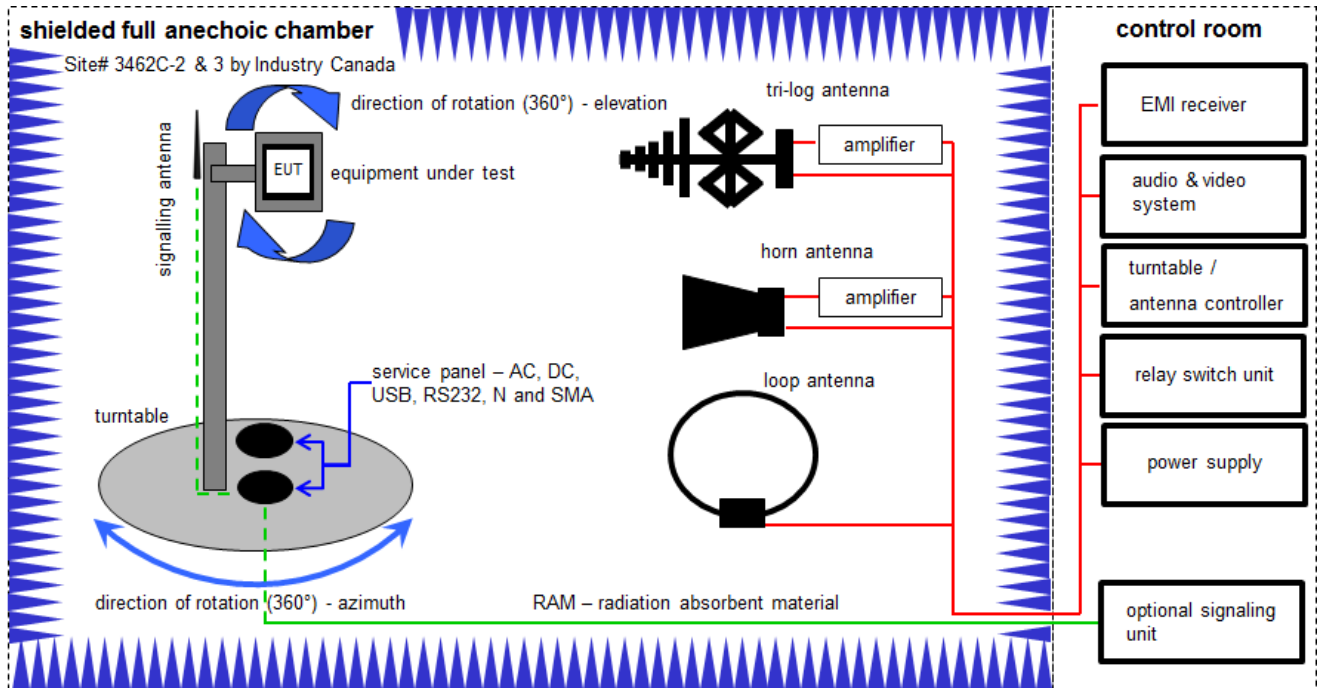 shielded full anechoic chamber
Site# 3462C-2 & 3 by Industry Canada
direction of rotation (360°) - elevation
signalling antenna
EUT
equipment under test
service panel – AC, DC,
USB, RS232, N and SMA
turntable
direction of rotation (360°) - azimuth
tri-log antenna
amplifier
horn antenna
amplifier
loop antenna
RAM – radiation absorbent material
control room
EMI receiver
audio & video
system
turntable /
antenna controller
relay switch unit
power supply
optional signaling
unit